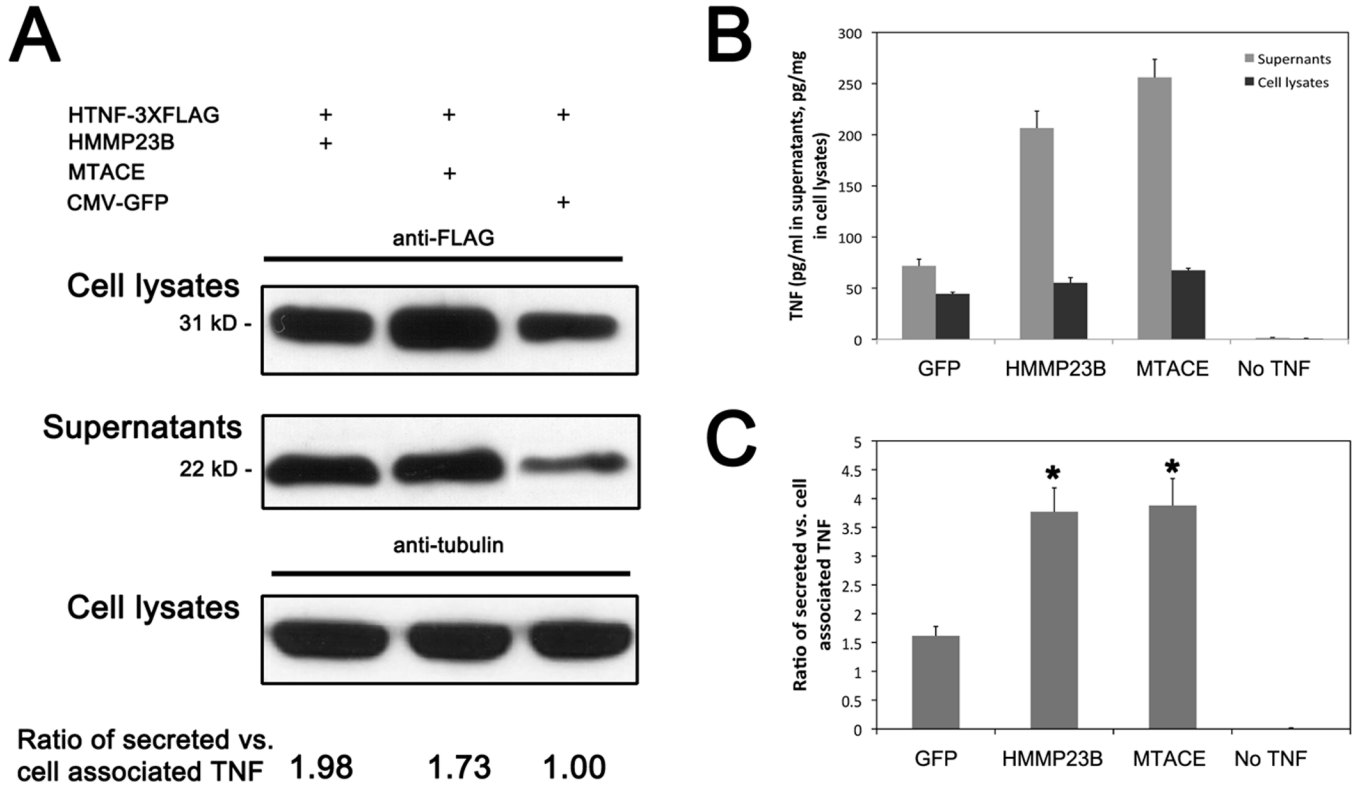 A
HTNF-3XFLAG + + +
HMMP23B +
MTACE +
CMV-GFP +
anti-FLAG
Cell lysates
31 kD -
Supernatants
22 kD -
anti-tubulin
Cell lysates
Ratio of secreted vs.
cell associated TNF 1.98 1.73 1.00
B
TNF (pg/ml in supernatants, pg/mg
in cell lysates)
300
250
200
150
100
50
0
Supernants
Cell lysates
GFP HMMP23B MTACE No TNF
C
Ratio of secreted vs. cell
associated TNF
5
4.5
4
3.5
3
2.5
2
1.5
1
0.5
0
* *
GFP HMMP23B MTACE No TNF